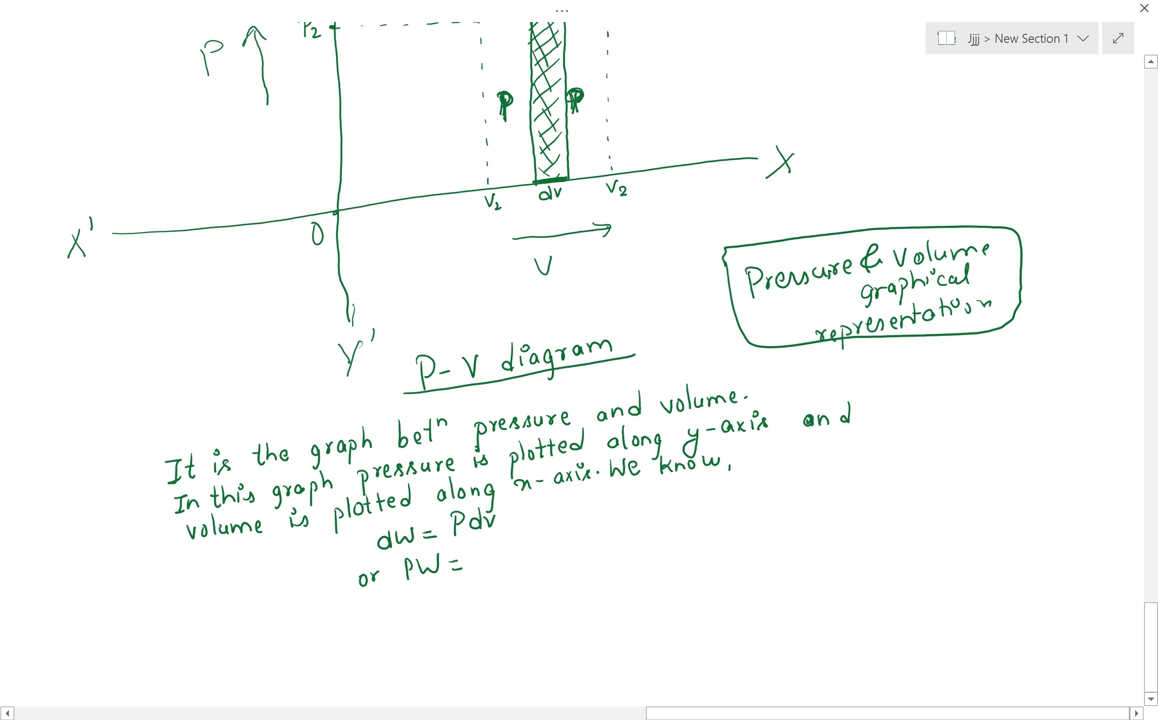 Jjjj > New Section 1
P2
P
P P
X
V1 dv V2
X'
O
V
Pressure & volume
graphical
representation
Y'
P-V diagram
It is the graph betn pressure and volume.
In this graph pressure is plotted along y-axis and
volume is plotted along x-axis. We know,
dW = Pdv
or PW =